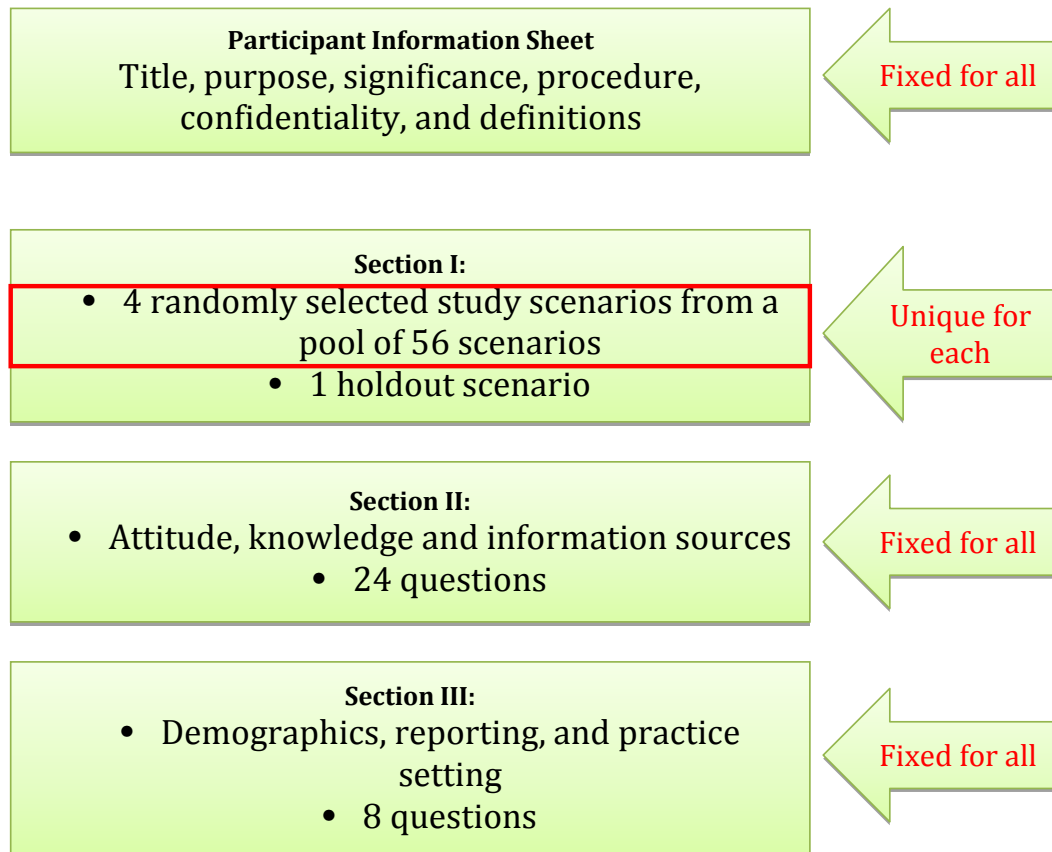 Participant Information Sheet
Title, purpose, significance, procedure,
confidentiality, and definitions
Fixed for all
Section I:
• 4 randomly selected study scenarios from a
pool of 56 scenarios
• 1 holdout scenario
Unique for
each
Section II:
• Attitude, knowledge and information sources
• 24 questions
Fixed for all
Section III:
• Demographics, reporting, and practice
setting
• 8 questions
Fixed for all